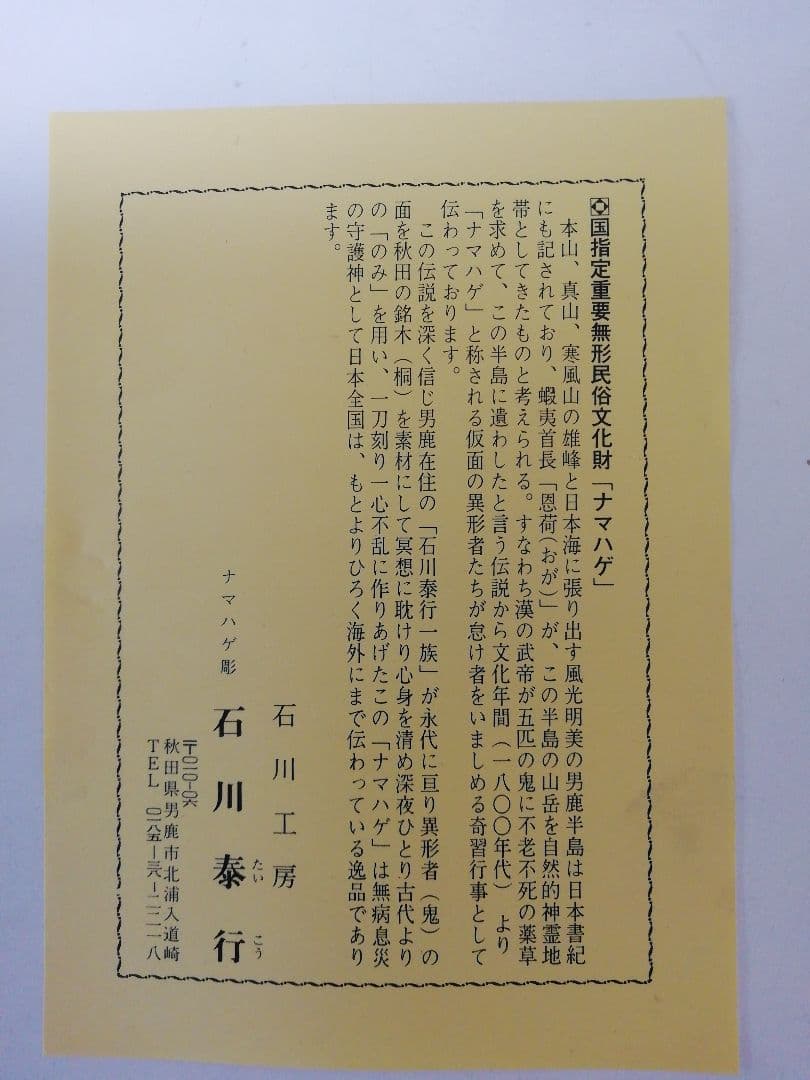 国指定重要無形民俗文化財「ナマハゲ」
本山、真山、寒風山の雄峰と日本海に張り出す風光明美の男鹿半島は日本書紀
にも記されており、蝦夷首長「恩荷(おが)」が、この半島の山岳を自然的神霊地
帯としてきたものと考えられる。すなわち漢の武帝が五匹の鬼に不老不死の薬草
を求めて、この半島に遺わしたと言う伝説から文化年間(一八〇〇年代)より
「ナマハゲ」と称される仮面の異形者たちが怠け者をいましめる奇習行事として
伝わっております。
この伝説を深く信じ男鹿在住の「石川泰行一族」が永代に亘り異形者(鬼)の
面を秋田の銘木(桐)を素材にして冥想に耽けり心身を清め深夜ひとり古代より
の「のみ」を用い、一刀刻り一心不乱に作りあげたこの「ナマハゲ」は無病息災
の守護神として日本全国は、もとよりひろく海外にまで伝わっている逸品であり
ます。
石川工房
ナマハゲ彫 石川泰行
たいこう
〒010-06
秋田県男鹿市北浦入道崎
TEL 〇一八五-三八-二二一八